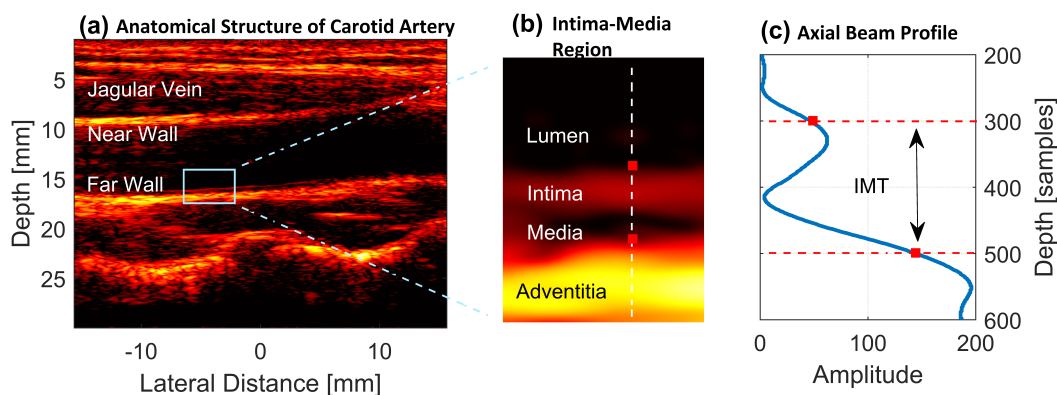 (a) Anatomical Structure of Carotid Artery
Depth [mm]
5
10
15
20
25
Jagular Vein
Near Wall
Far Wall
-10
0
10
Lateral Distance [mm]
(b) Intima-Media
Region
Lumen
Intima
Media
Adventitia
(c) Axial Beam Profile
IMT
200
300
400
500
600
Depth [samples]
0
100
200
Amplitude